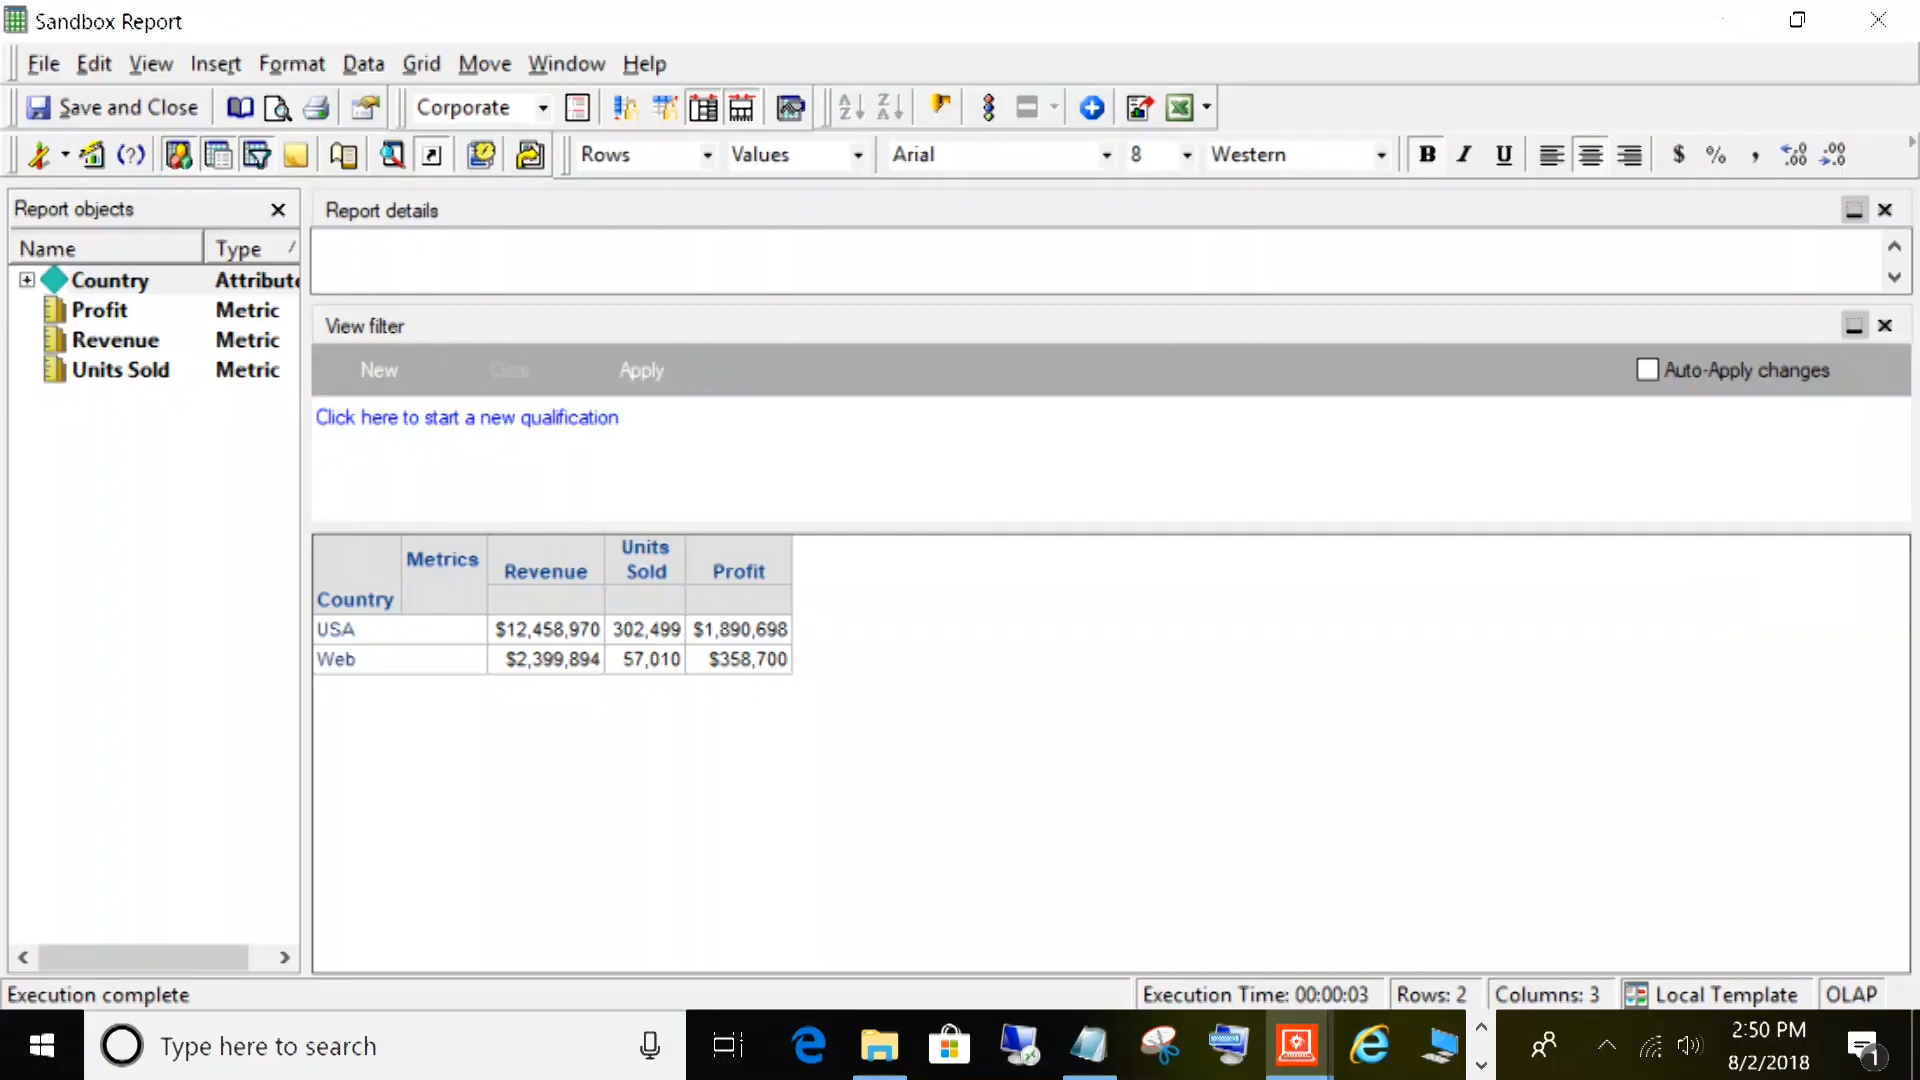 Sandbox Report
File Edit View Insert Format Data Grid Move Window Help
Save and Close Corporate
(?) Rows Values Arial 8 Western B I U $ % , .00 .00
Report objects
Name Type
Country Attribute
Profit Metric
Revenue Metric
Units Sold Metric
Report details
View filter
New Clear Apply Auto-Apply changes
Click here to start a new qualification
Metrics Revenue Units Sold Profit
Country
USA $12,458,970 302,499 $1,890,698
Web $2,399,894 57,010 $358,700
Execution complete Execution Time: 00:00:03 Rows: 2 Columns: 3 Local Template OLAP
Type here to search 2:50 PM
8/2/2018 1